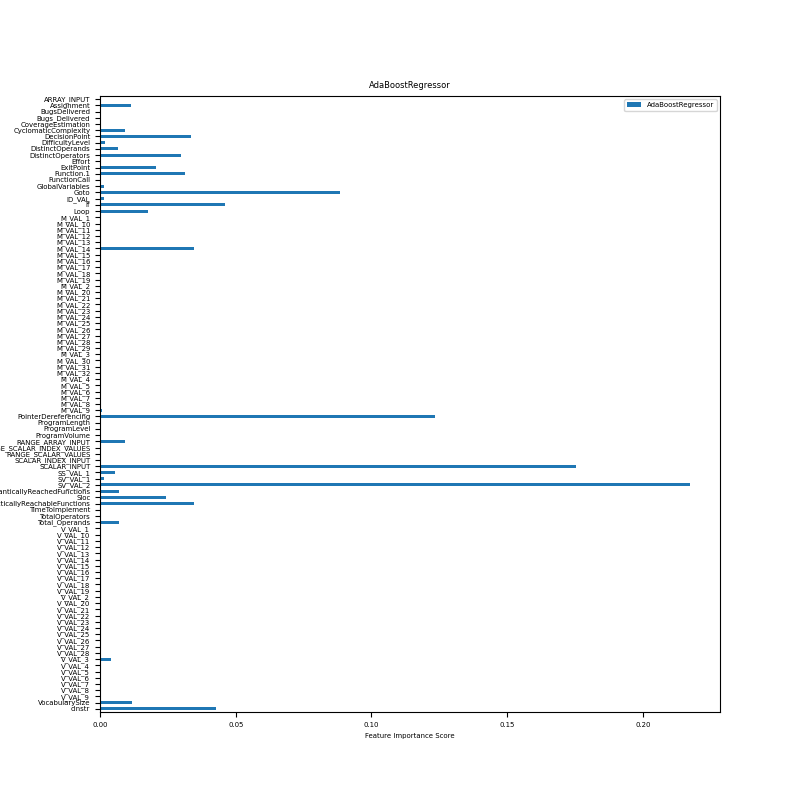 AdaBoostRegressor
AdaBoostRegressor
ARRAY_INPUT
Assignment
BugsDelivered
Bugs_Delivered
CoverageEstimation
CyclomaticComplexity
DecisionPoint
DifficultyLevel
DistinctOperands
DistinctOperators
Effort
ExitPoint
Function.1
FunctionCall
GlobalVariables
Goto
ID_VAL
If
Loop
M_VAL_1
M_VAL_10
M_VAL_11
M_VAL_12
M_VAL_13
M_VAL_14
M_VAL_15
M_VAL_16
M_VAL_17
M_VAL_18
M_VAL_19
M_VAL_2
M_VAL_20
M_VAL_21
M_VAL_22
M_VAL_23
M_VAL_24
M_VAL_25
M_VAL_26
M_VAL_27
M_VAL_28
M_VAL_29
M_VAL_3
M_VAL_30
M_VAL_31
M_VAL_32
M_VAL_4
M_VAL_5
M_VAL_6
M_VAL_7
M_VAL_8
M_VAL_9
PointerDereferencing
ProgramLength
ProgramLevel
ProgramVolume
RANGE_ARRAY_INPUT
E_SCALAR_INDEX_VALUES
RANGE_SCALAR_VALUES
SCALAR_INDEX_INPUT
SCALAR_INPUT
SS_VAL_1
SV_VAL_1
SV_VAL_2
anticallyReachedFunctions
Sloc
ticallyReachableFunctions
TimeToImplement
TotalOperators
Total_Operands
V_VAL_1
V_VAL_10
V_VAL_11
V_VAL_12
V_VAL_13
V_VAL_14
V_VAL_15
V_VAL_16
V_VAL_17
V_VAL_18
V_VAL_19
V_VAL_2
V_VAL_20
V_VAL_21
V_VAL_22
V_VAL_23
V_VAL_24
V_VAL_25
V_VAL_26
V_VAL_27
V_VAL_28
V_VAL_3
V_VAL_4
V_VAL_5
V_VAL_6
V_VAL_7
V_VAL_8
V_VAL_9
VocabularySize
cinstr
0.00 0.05 0.10 0.15 0.20
Feature Importance Score